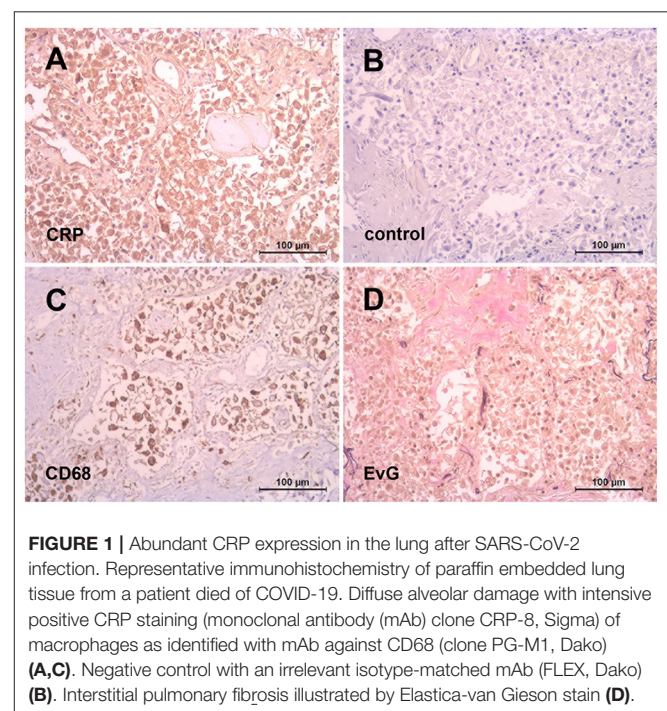 A
B
CRP
100 µm
control
100 µm
C
D
CD68
100 µm
EvG
100 µm
FIGURE 1 | Abundant CRP expression in the lung after SARS-CoV-2
infection. Representative immunohistochemistry of paraffin embedded lung
tissue from a patient died of COVID-19. Diffuse alveolar damage with intensive
positive CRP staining (monoclonal antibody (mAb) clone CRP-8, Sigma) of
macrophages as identified with mAb against CD68 (clone PG-M1, Dako)
(A,C). Negative control with an irrelevant isotype-matched mAb (FLEX, Dako)
(B). Interstitial pulmonary fibrosis illustrated by Elastica-van Gieson stain (D).